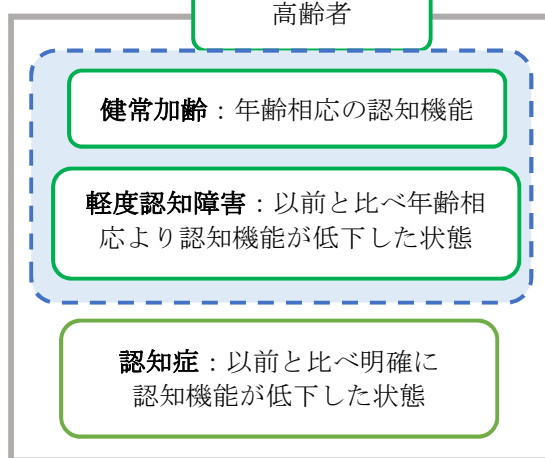 高齢者
健常加齢：年齢相応の認知機能
軽度認知障害：以前と比べ年齢相
応より認知機能が低下した状態
認知症：以前と比べ明確に
認知機能が低下した状態